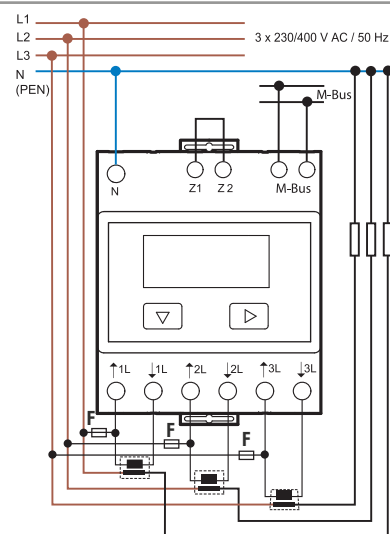 L1
L2
3 x 230/400 V AC / 50 Hz
L3
N
(PEN)
M-Bus
N
Z1
Z2
M-Bus
↑1L
↓1L
↑2L
↓2L
↑3L
↓3L
F
F
F